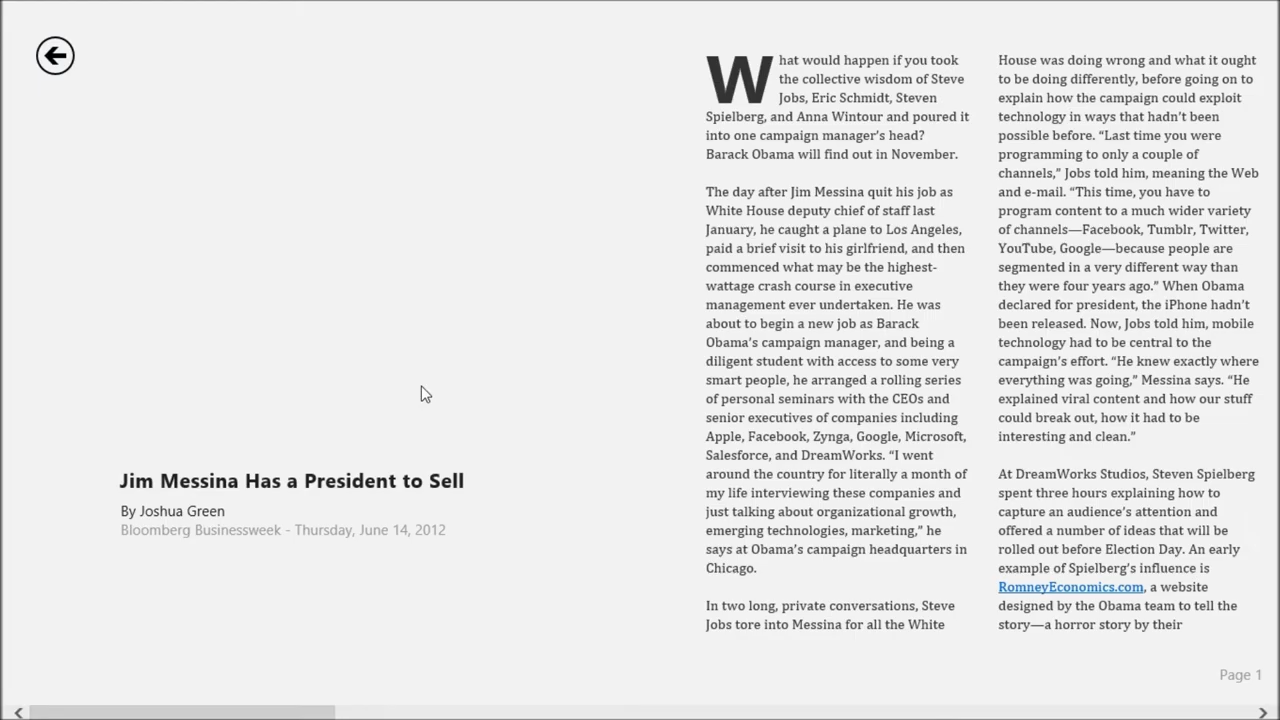 Jim Messina Has a President to Sell
By Joshua Green
Bloomberg Businessweek - Thursday, June 14, 2012
What would happen if you took
the collective wisdom of Steve
Jobs, Eric Schmidt, Steven
Spielberg, and Anna Wintour and poured it
into one campaign manager's head?
Barack Obama will find out in November.
The day after Jim Messina quit his job as
White House deputy chief of staff last
January, he caught a plane to Los Angeles,
paid a brief visit to his girlfriend, and then
commenced what may be the highest-
wattage crash course in executive
management ever undertaken. He was
about to begin a new job as Barack
Obama's campaign manager, and being a
diligent student with access to some very
smart people, he arranged a rolling series
of personal seminars with the CEOs and
senior executives of companies including
Apple, Facebook, Zynga, Google, Microsoft,
Salesforce, and DreamWorks. “I went
around the country for literally a month of
my life interviewing these companies and
just talking about organizational growth,
emerging technologies, marketing,” he
says at Obama's campaign headquarters in
Chicago.
In two long, private conversations, Steve
Jobs tore into Messina for all the White
House was doing wrong and what it ought
to be doing differently, before going on to
explain how the campaign could exploit
technology in ways that hadn't been
possible before. “Last time you were
programming to only a couple of
channels,” Jobs told him, meaning the Web
and e-mail. “This time, you have to
program content to a much wider variety
of channels—Facebook, Tumblr, Twitter,
YouTube, Google—because people are
segmented in a very different way than
they were four years ago.” When Obama
declared for president, the iPhone hadn't
been released. Now, Jobs told him, mobile
technology had to be central to the
campaign's effort. “He knew exactly where
everything was going,” Messina says. “He
explained viral content and how our stuff
could break out, how it had to be
interesting and clean.”
At DreamWorks Studios, Steven Spielberg
spent three hours explaining how to
capture an audience's attention and
offered a number of ideas that will be
rolled out before Election Day. An early
example of Spielberg's influence is
RomneyEconomics.com, a website
designed by the Obama team to tell the
story—a horror story by their
Page 1